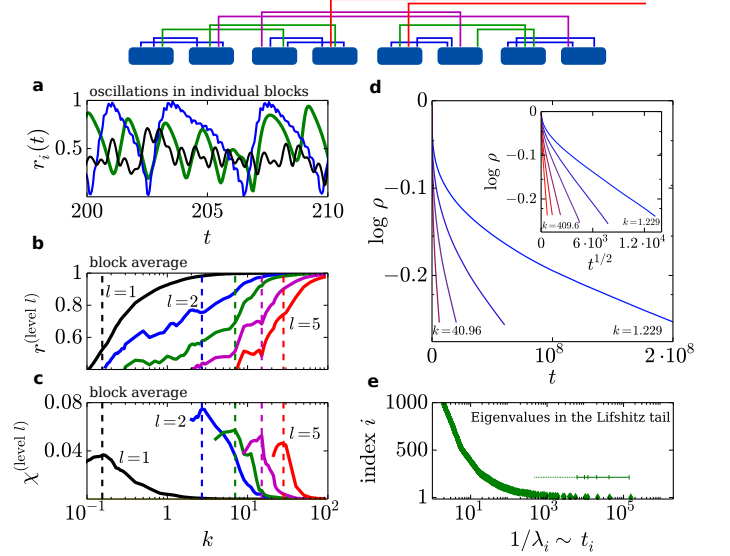 a
oscillations in individual blocks
1
0.5
r_i(t)
200
205
210
t
b
block average
1
0.8
0.6
r^(level l)
l=1
l=2
l=5
c
block average
0.08
0.04
χ^(level l)
l=1
l=2
l=5
10^−1
1
10^1
10^2
k
d
0
−0.1
−0.2
log ρ
k=40.96
k=1.229
0
10^8
2·10^8
t
0
−0.1
−0.2
log ρ
k=409.6
k=1.229
0
6·10^3
1.2·10^4
t^1/2
e
Eigenvalues in the Lifshitz tail
1000
500
1
index i
10^1
10^3
10^5
1/λ_i ∼ t_i